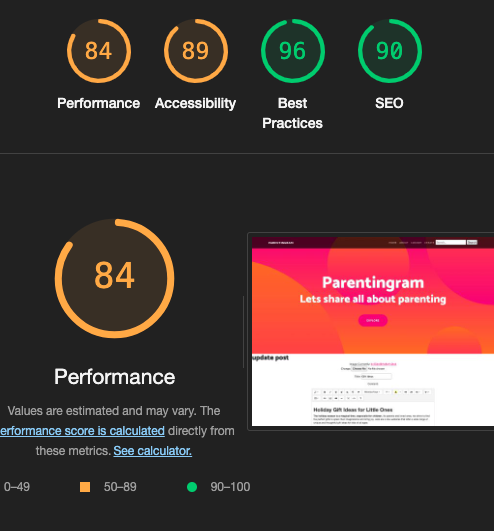 84
89
96
90
Performance
Accessibility
Best
Practices
SEO
84
Performance
Values are estimated and may vary. The
erformance score is calculated directly from
these metrics. See calculator.
0–49
50–89
90–100
Parentingram
Lets share all about parenting
update post
Holiday Gift Ideas for Little Ones